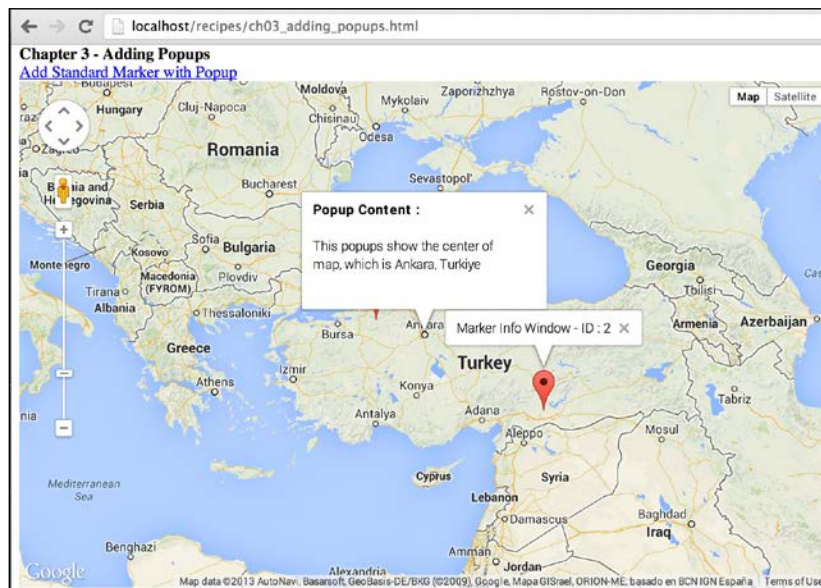 localhost/recipes/ch03_adding_popups.html
Chapter 3 - Adding Popups
Add Standard Marker with Popup
Map
Satellite
Budapest
Hungary
Cluj-Napoca
Moldova
Chisinau
Mykolaiv
Zaporizhzhya
Rostov-on-Don
Odesa
Zagreb
Romania
Bucharest
Sevastopol'
Serbia
Popup Content :
This popups show the center of
map, which is Ankara, Turkiye
Sofia
Bulgaria
Kosovo
Montenegro
Macedonia
(FYROM)
Plovdiv
Tirana
Albania
Thessaloniki
Georgia
Tbilisi
Armenia
Azerbaijan
Bursa
Marker Info Window - ID : 2
Greece
Turkey
Izmir
Athens
Konya
Antalya
Adana
Tabriz
Aleppo
Mosul
Mediterranean
Sea
Cyprus
Syria
Lebanon
Damascus
Baghdad
Iraq
Benghazi
Amman
Jordan
Alexandria
Google
Map data ©2013 AutoNavi, Basarsoft, GeoBasis-DE/BKG (©2009), Google, Mapa GISrael, ORION-ME, basado en BCN IGN España
Terms of Use